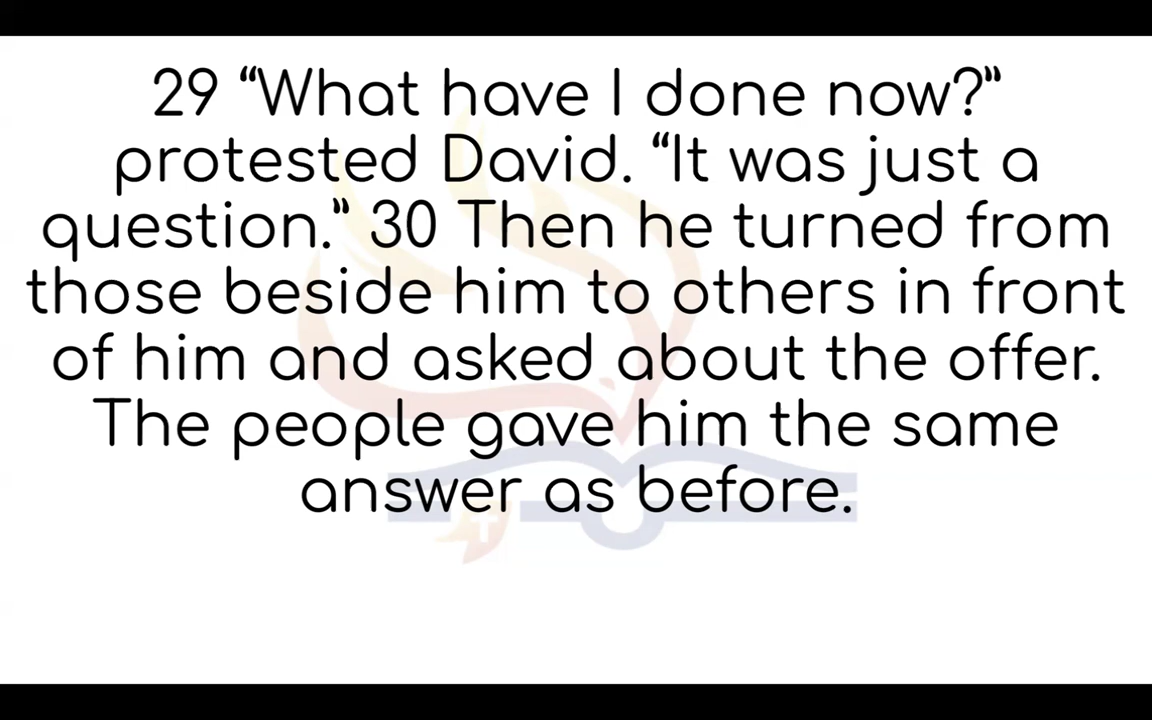 29 “What have I done now?”
protested David. “It was just a
question.” 30 Then he turned from
those beside him to others in front
of him and asked about the offer.
The people gave him the same
answer as before.